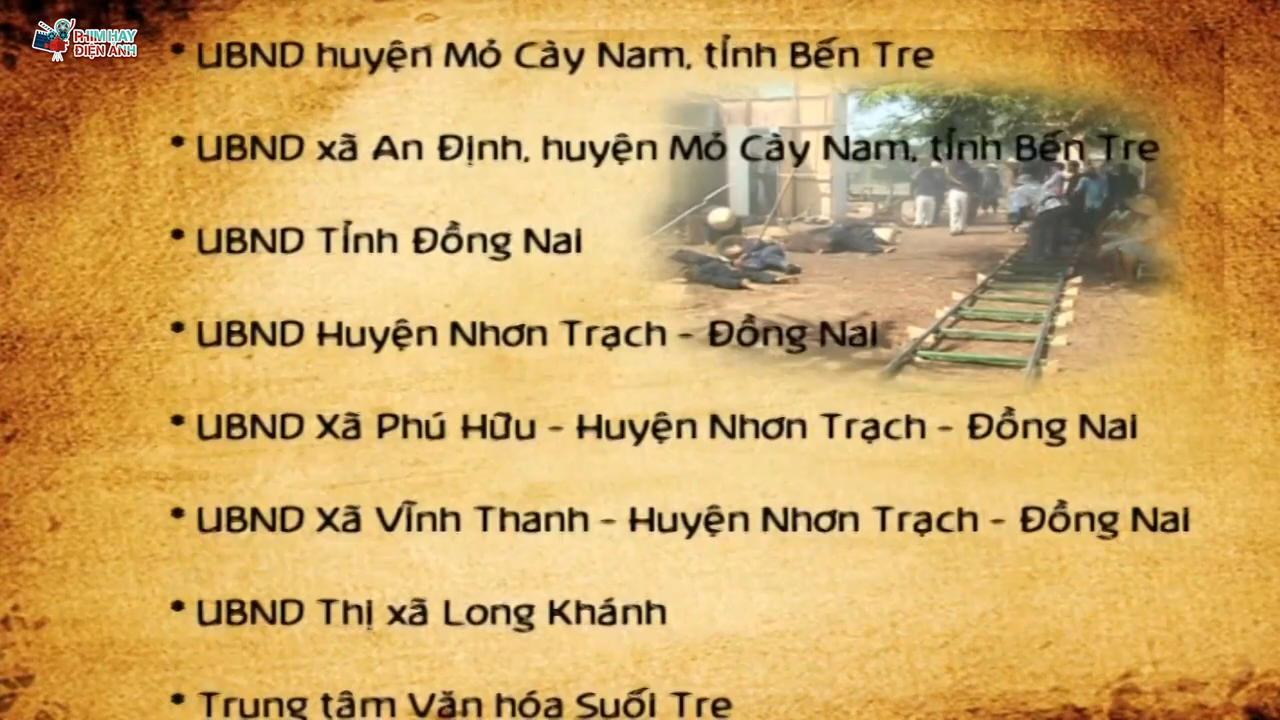 PHIM HAY
ĐIỆN ẢNH
* UBND huyện Mỏ Cày Nam, tỉnh Bến Tre
* UBND xã An Định, huyện Mỏ Cày Nam, tỉnh Bến Tre
* UBND Tỉnh Đồng Nai
* UBND Huyện Nhơn Trạch - Đồng Nai
* UBND Xã Phú Hữu - Huyện Nhơn Trạch - Đồng Nai
* UBND Xã Vĩnh Thanh - Huyện Nhơn Trạch - Đồng Nai
* UBND Thị xã Long Khánh
* Trung tâm Văn hóa Suối Tre